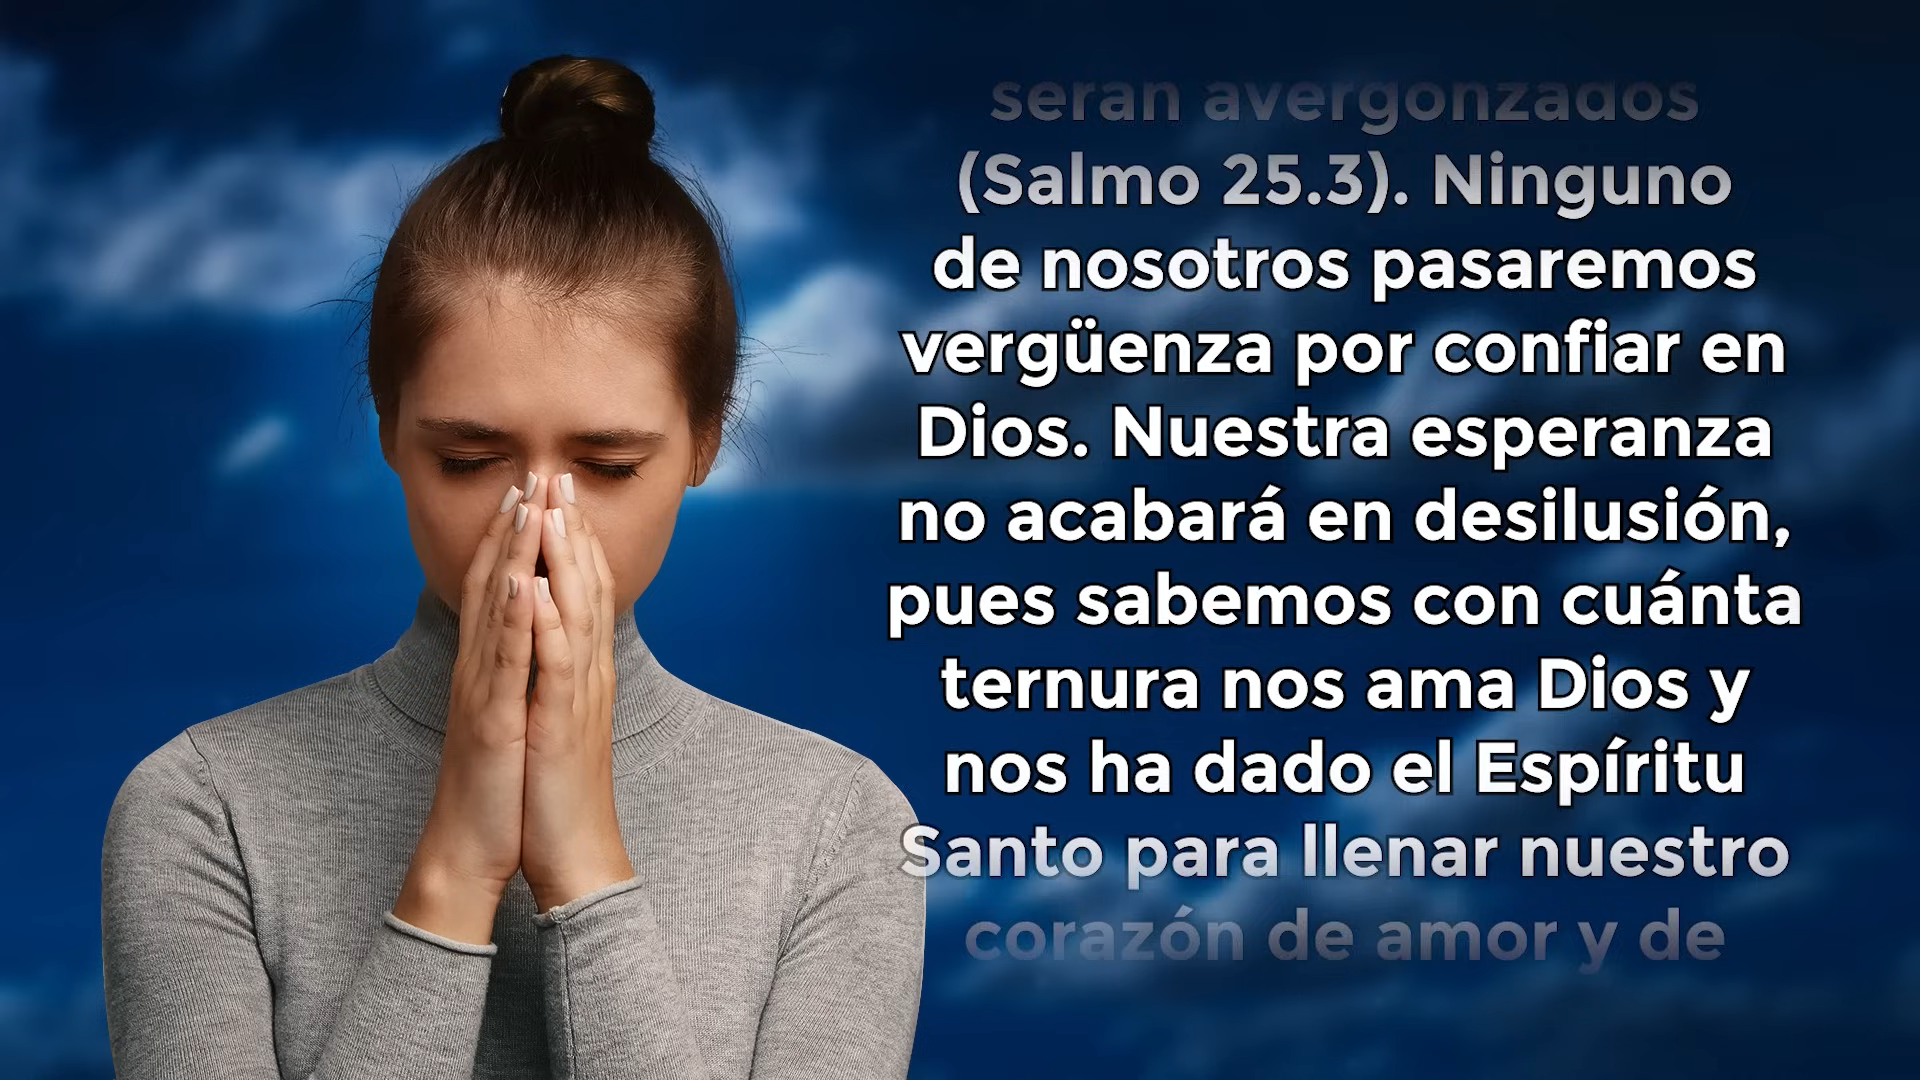 serán avergonzados
(Salmo 25.3). Ninguno
de nosotros pasaremos
vergüenza por confiar en
Dios. Nuestra esperanza
no acabará en desilusión,
pues sabemos con cuánta
ternura nos ama Dios y
nos ha dado el Espíritu
Santo para llenar nuestro
corazón de amor y de